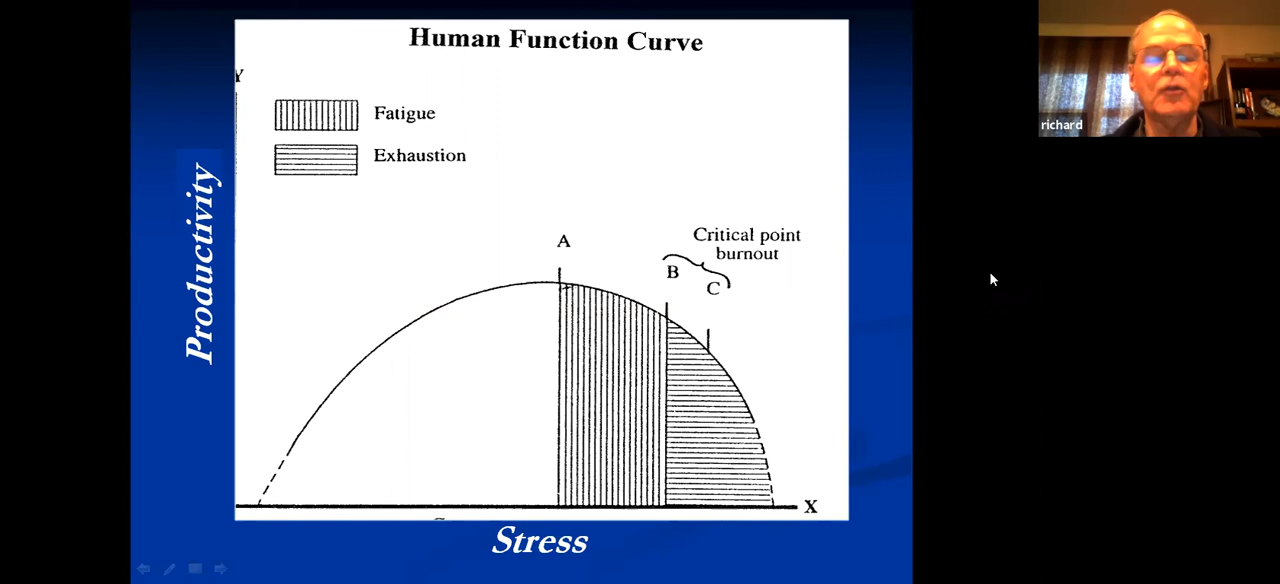 Human Function Curve
Y
Fatigue
Exhaustion
Productivity
A
Critical point
burnout
B
C
X
Stress
richard